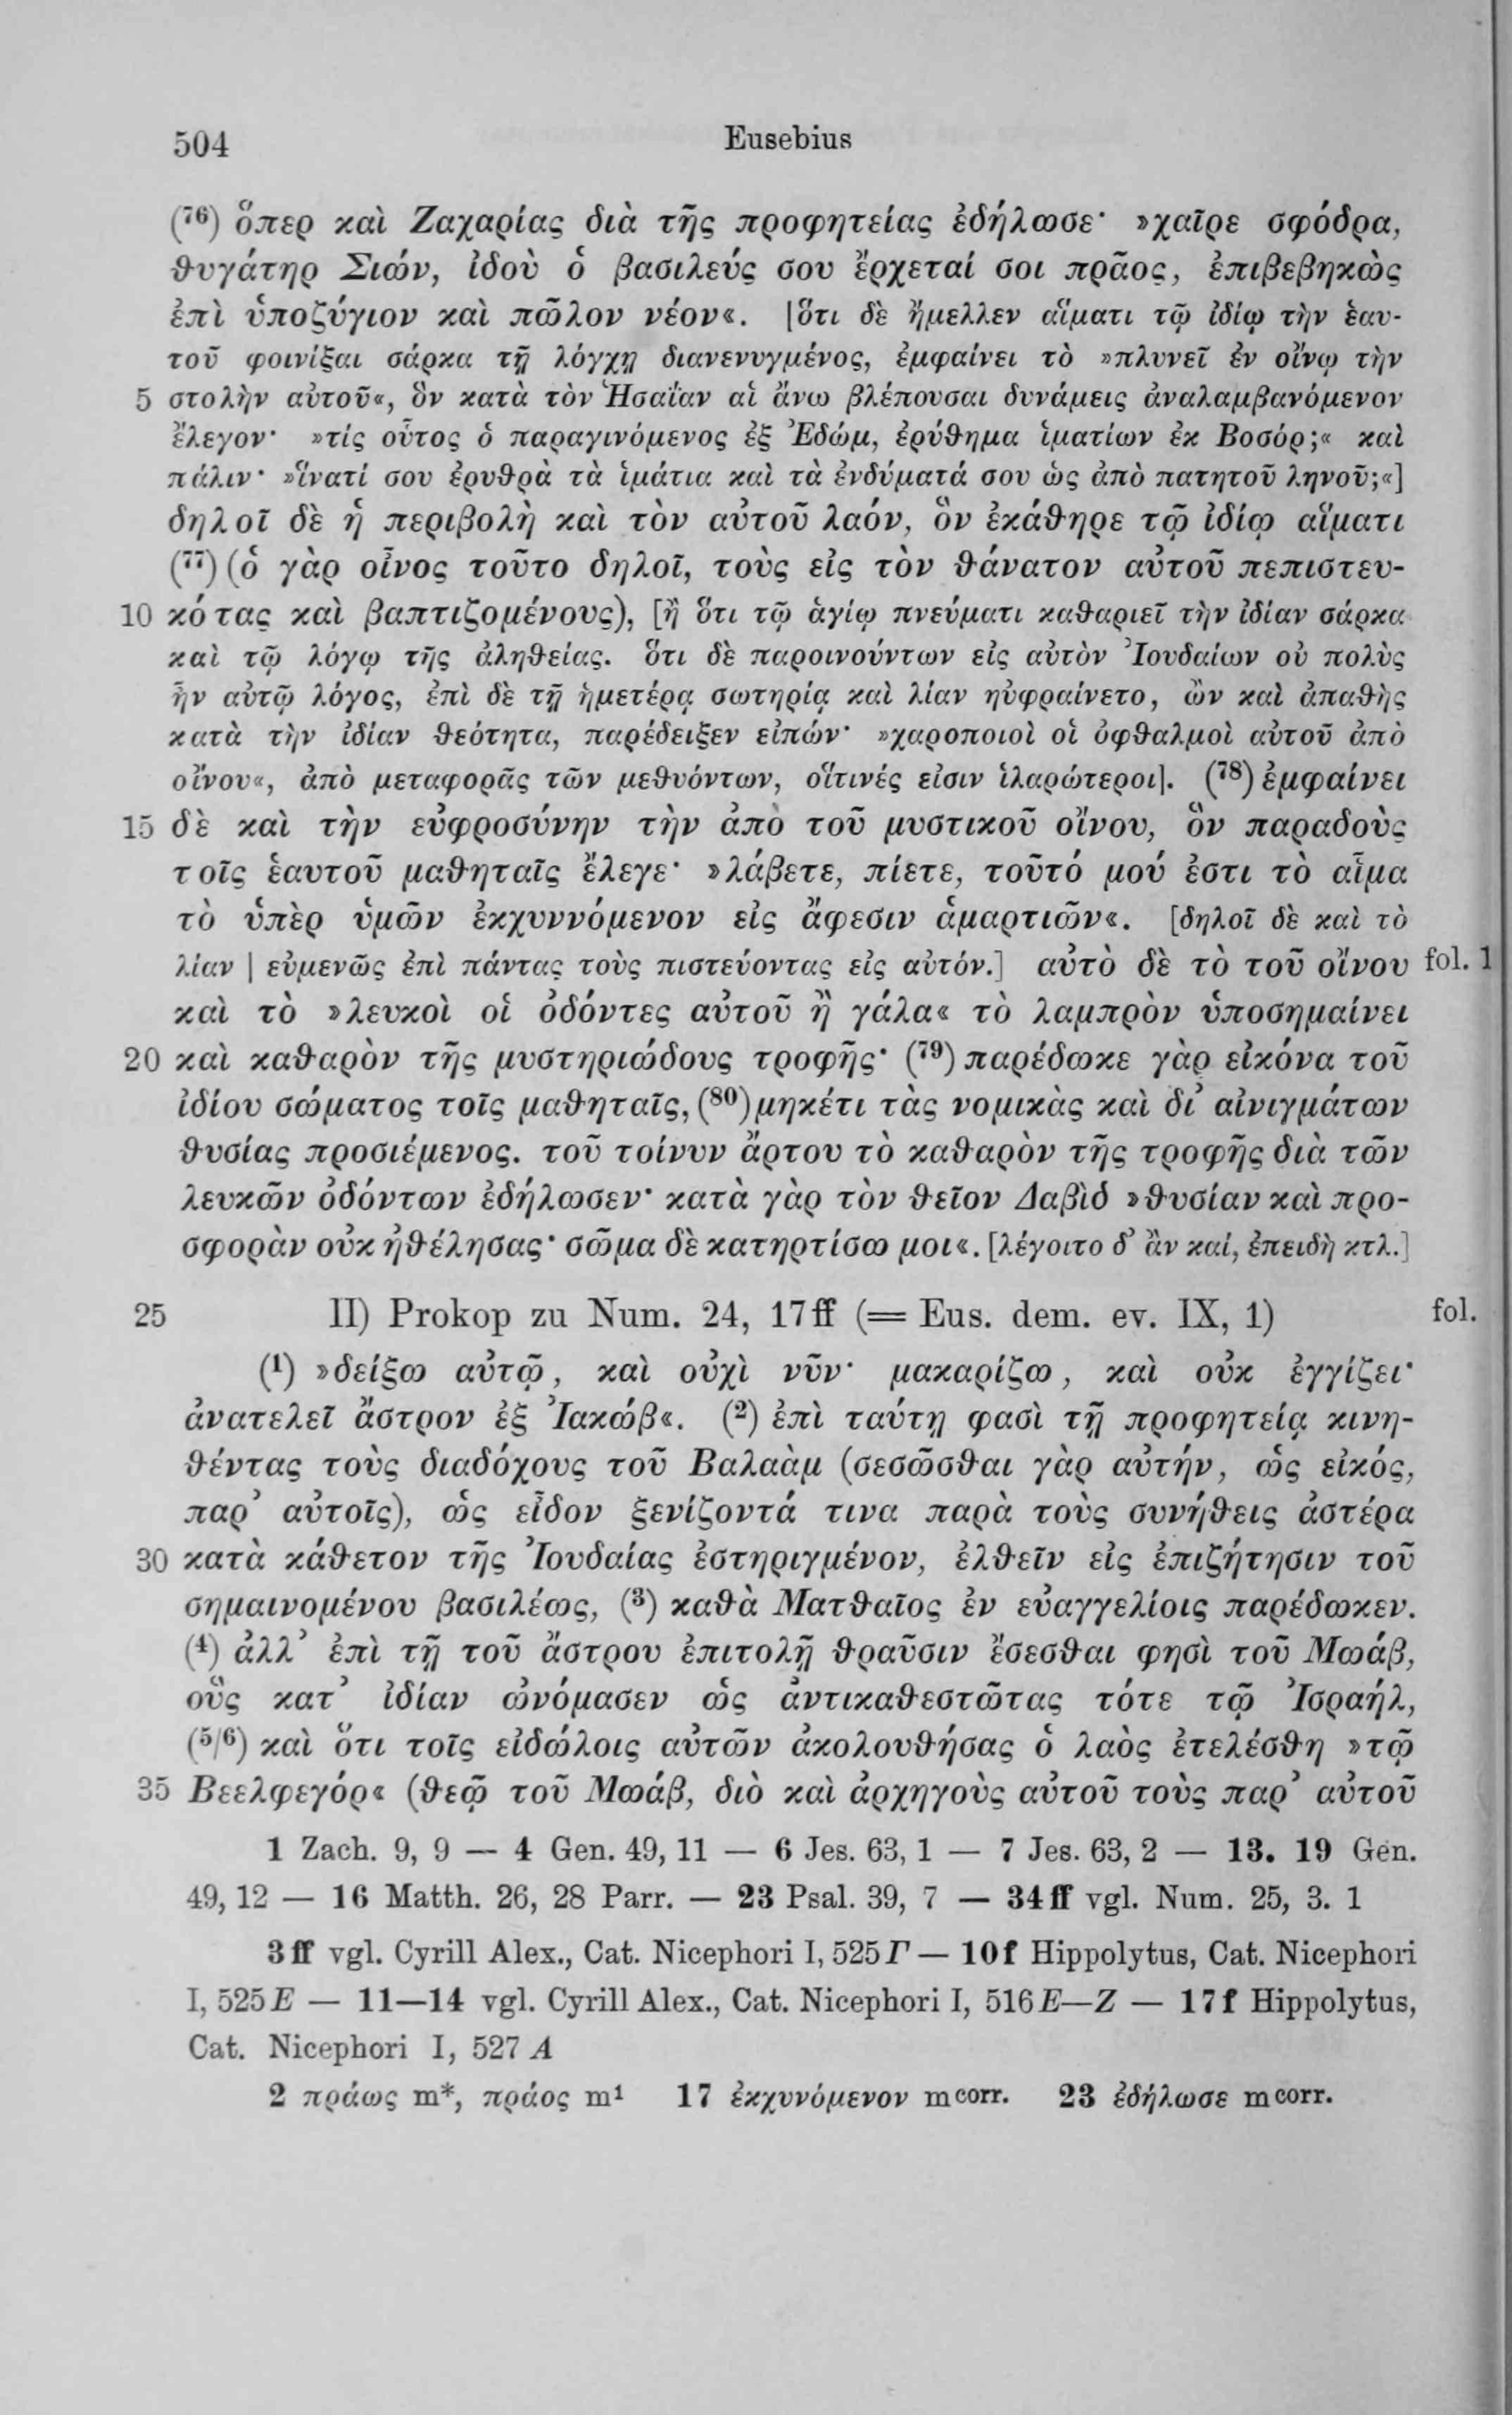 504 Eusebius
(⁷⁶) ὅπερ καὶ Ζαχαρίας διὰ τῆς προφητείας ἐδήλωσε· »χαῖρε σφόδρα,
θυγάτηρ Σιών, ἰδοὺ ὁ βασιλεύς σου ἔρχεταί σοι πρᾶος, ἐπιβεβηκὼς
ἐπὶ ὑποζύγιον καὶ πῶλον νέον«. [ὅτι δὲ ἤμελλεν αἵματι τῷ ἰδίῳ τὴν ἑαυ-
τοῦ φοινίξαι σάρκα τῇ λόγχῃ διανενυγμένος, ἐμφαίνει τὸ »πλυνεῖ ἐν οἴνῳ τὴν
5 στολὴν αὐτοῦ«, ὃν κατὰ τὸν Ἡσαΐαν αἱ ἄνω βλέπουσαι δυνάμεις ἀναλαμβανόμενον
ἔλεγον· »τίς οὗτος ὁ παραγινόμενος ἐξ Ἐδώμ, ἐρύθημα ἱματίων ἐκ Βοσόρ;« καὶ
πάλιν· »ἵνατί σου ἐρυθρὰ τὰ ἱμάτια καὶ τὰ ἐνδύματά σου ὡς ἀπὸ πατητοῦ ληνοῦ;«]
δηλοῖ δὲ ἡ περιβολὴ καὶ τὸν αὐτοῦ λαόν, ὃν ἐκάθηρε τῷ ἰδίῳ αἵματι
(⁷⁷) (ὁ γὰρ οἶνος τοῦτο δηλοῖ, τοὺς εἰς τὸν θάνατον αὐτοῦ πεπιστευ-
10 κότας καὶ βαπτιζομένους), [ἢ ὅτι τῷ ἁγίῳ πνεύματι καθαριεῖ τὴν ἰδίαν σάρκα
καὶ τῷ λόγῳ τῆς ἀληθείας. ὅτι δὲ παροινούντων εἰς αὐτὸν Ἰουδαίων οὐ πολὺς
ἦν αὐτῷ λόγος, ἐπὶ δὲ τῇ ἡμετέρᾳ σωτηρίᾳ καὶ λίαν ηὐφραίνετο, ὢν καὶ ἀπαθὴς
κατὰ τὴν ἰδίαν θεότητα, παρέδειξεν εἰπών· »χαροποιοὶ οἱ ὀφθαλμοὶ αὐτοῦ ἀπὸ
οἴνου«, ἀπὸ μεταφορᾶς τῶν μεθυόντων, οἵτινές εἰσιν ἱλαρώτεροι]. (⁷⁸) ἐμφαίνει
15 δὲ καὶ τὴν εὐφροσύνην τὴν ἀπὸ τοῦ μυστικοῦ οἴνου, ὃν παραδοὺς
τοῖς ἑαυτοῦ μαθηταῖς ἔλεγε· »λάβετε, πίετε, τοῦτό μού ἐστι τὸ αἷμα
τὸ ὑπὲρ ὑμῶν ἐκχυννόμενον εἰς ἄφεσιν ἁμαρτιῶν«. [δηλοῖ δὲ καὶ τὸ
λίαν | εὐμενῶς ἐπὶ πάντας τοὺς πιστεύοντας εἰς αὐτόν.] αὐτὸ δὲ τὸ τοῦ οἴνου fol. 1
καὶ τὸ »λευκοὶ οἱ ὀδόντες αὐτοῦ ἢ γάλα« τὸ λαμπρὸν ὑποσημαίνει
20 καὶ καθαρὸν τῆς μυστηριώδους τροφῆς· (⁷⁹) παρέδωκε γὰρ εἰκόνα τοῦ
ἰδίου σώματος τοῖς μαθηταῖς, (⁸⁰) μηκέτι τὰς νομικὰς καὶ δι᾽ αἰνιγμάτων
θυσίας προσιέμενος. τοῦ τοίνυν ἄρτου τὸ καθαρὸν τῆς τροφῆς διὰ τῶν
λευκῶν ὀδόντων ἐδήλωσεν· κατὰ γὰρ τὸν θεῖον Δαβὶδ »θυσίαν καὶ προ-
σφορὰν οὐκ ἠθέλησας· σῶμα δὲ κατηρτίσω μοι«. [λέγοιτο δ᾽ ἂν καί, ἐπειδὴ κτλ.]
25 II) Prokop zu Num. 24, 17 ff (= Eus. dem. ev. IX, 1) fol.
(¹) »δείξω αὐτῷ, καὶ οὐχὶ νῦν· μακαρίζω, καὶ οὐκ ἐγγίζει·
ἀνατελεῖ ἄστρον ἐξ Ἰακώβ«. (²) ἐπὶ ταύτῃ φασὶ τῇ προφητείᾳ κινη-
θέντας τοὺς διαδόχους τοῦ Βαλαὰμ (σεσῶσθαι γὰρ αὐτήν, ὡς εἰκός,
παρ᾽ αὐτοῖς), ὡς εἶδον ξενίζοντά τινα παρὰ τοὺς συνήθεις ἀστέρα
30 κατὰ κάθετον τῆς Ἰουδαίας ἐστηριγμένον, ἐλθεῖν εἰς ἐπιζήτησιν τοῦ
σημαινομένου βασιλέως, (³) καθὰ Ματθαῖος ἐν εὐαγγελίοις παρέδωκεν.
(⁴) ἀλλ᾽ ἐπὶ τῇ τοῦ ἄστρου ἐπιτολῇ θραῦσιν ἔσεσθαι φησὶ τοῦ Μωάβ,
οὓς κατ᾽ ἰδίαν ὠνόμασεν ὡς ἀντικαθεστῶτας τότε τῷ Ἰσραήλ,
(⁵/⁶) καὶ ὅτι τοῖς εἰδώλοις αὐτῶν ἀκολουθήσας ὁ λαὸς ἐτελέσθη »τῷ
35 Βεελφεγόρ« (θεῷ τοῦ Μωάβ, διὸ καὶ ἀρχηγοὺς αὐτοῦ τοὺς παρ᾽ αὐτοῦ
1 Zach. 9, 9 — 4 Gen. 49, 11 — 6 Jes. 63, 1 — 7 Jes. 63, 2 — 13. 19 Gen.
49, 12 — 16 Matth. 26, 28 Parr. — 23 Psal. 39, 7 — 34 ff vgl. Num. 25, 3. 1
3 ff vgl. Cyrill Alex., Cat. Nicephori I, 525 Γ — 10 f Hippolytus, Cat. Nicephori
I, 525 E — 11—14 vgl. Cyrill Alex., Cat. Nicephori I, 516 E—Z — 17 f Hippolytus,
Cat. Nicephori I, 527 A
2 πράως m*, πράος m¹ 17 ἐκχυνόμενον m corr. 23 ἐδήλωσε m corr.